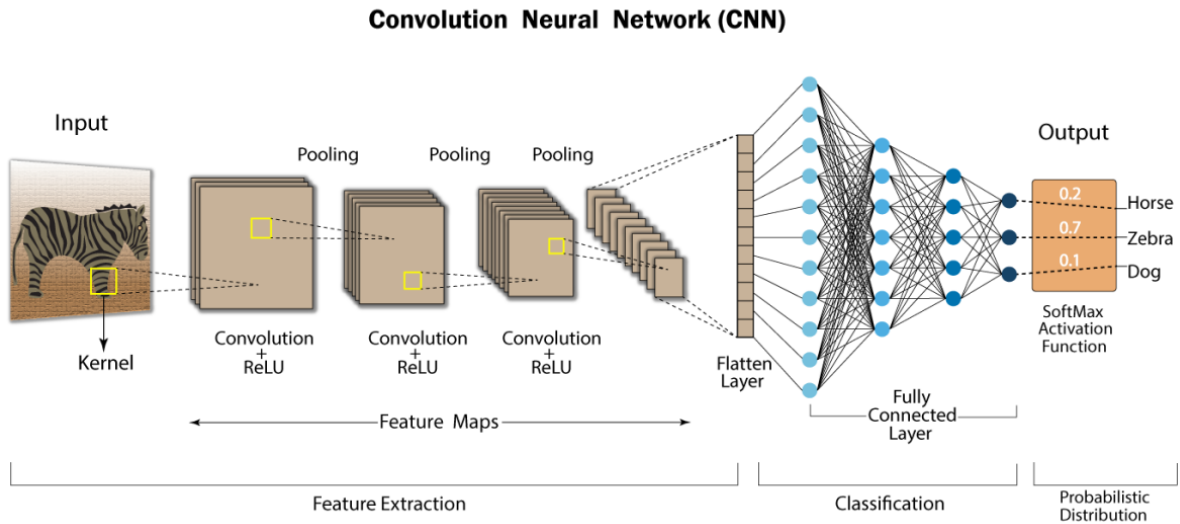 Convolution Neural Network (CNN)
Input
Kernel
Pooling
Pooling
Pooling
Convolution
+
ReLU
Convolution
+
ReLU
Convolution
+
ReLU
Feature Maps
Flatten
Layer
Fully
Connected
Layer
Output
0.2
Horse
0.7
Zebra
0.1
Dog
SoftMax
Activation
Function
Feature Extraction
Classification
Probabilistic
Distribution